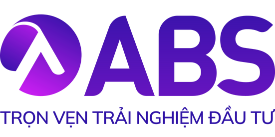 ABS
TRỌN VẸN TRẢI NGHIỆM ĐẦU TƯ